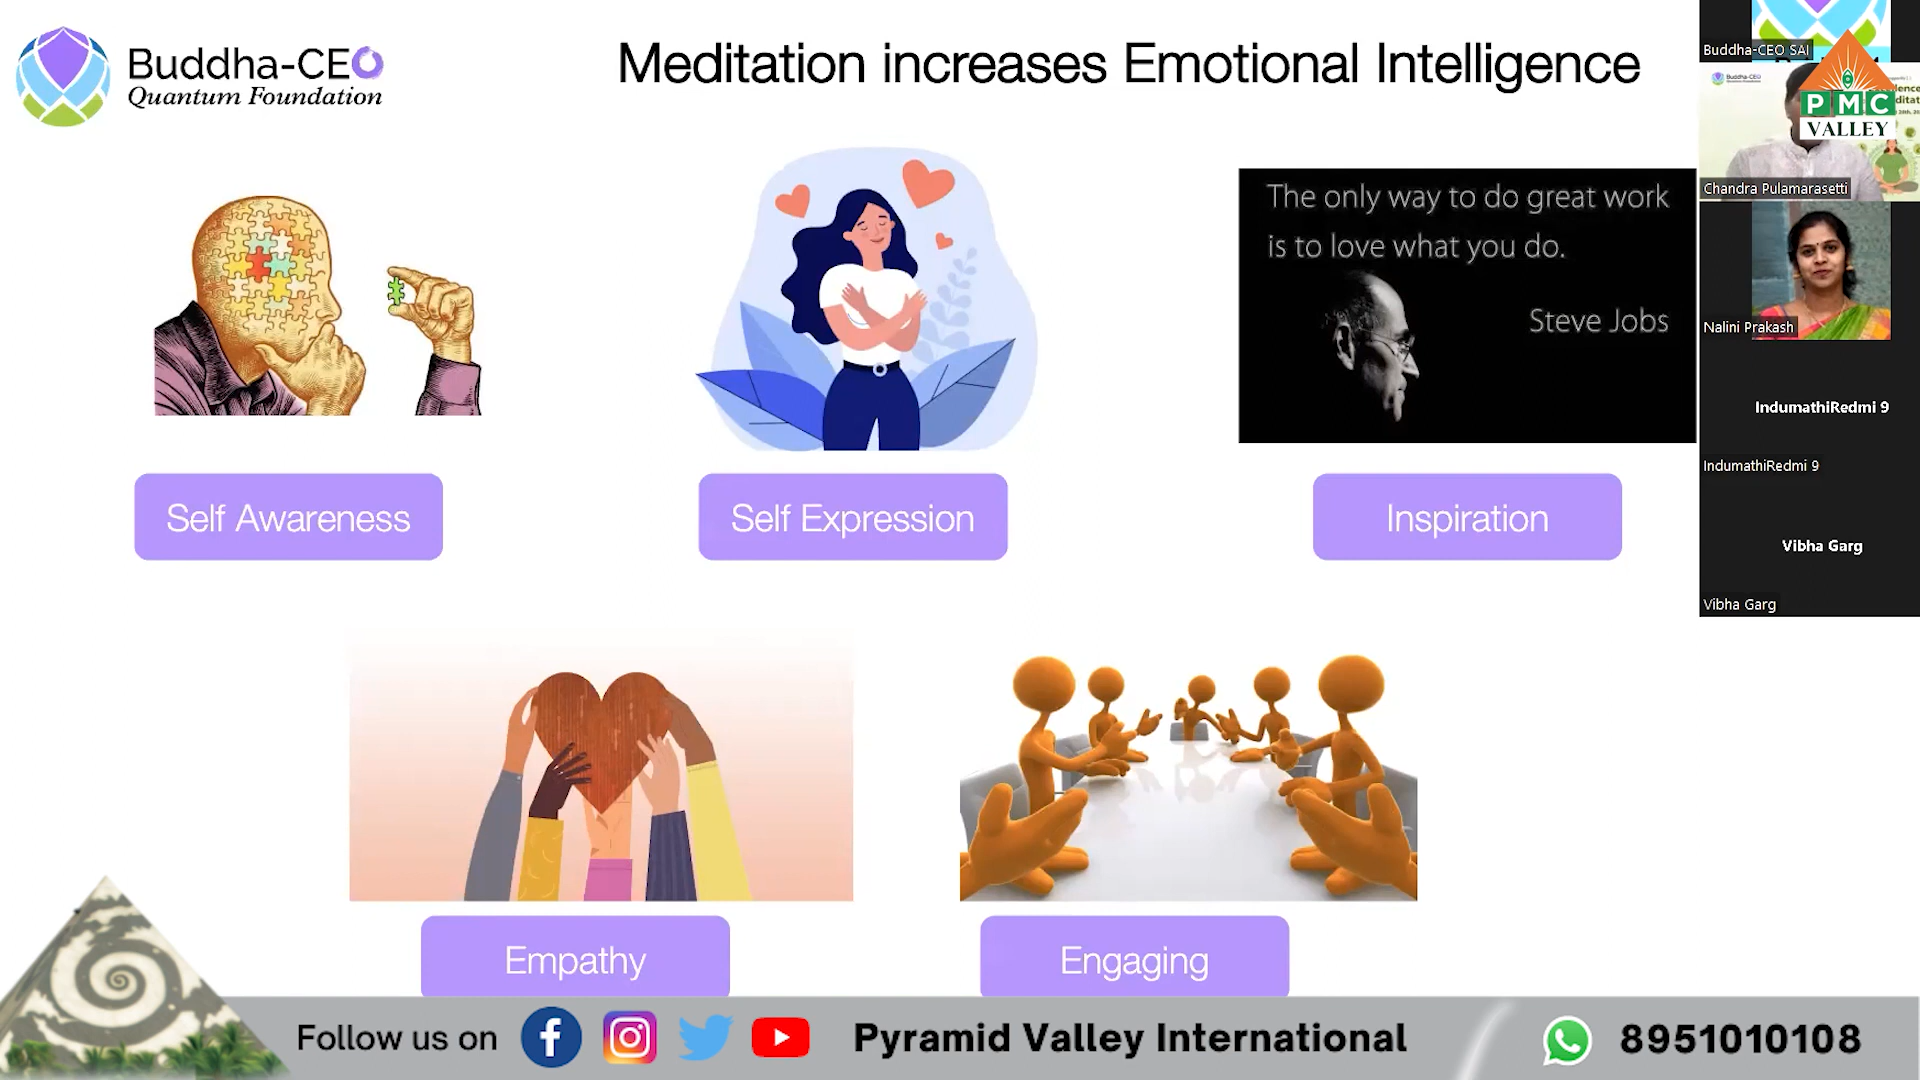 Buddha-CEO
Quantum Foundation
Meditation increases Emotional Intelligence
The only way to do great work
is to love what you do.
Steve Jobs
Self Awareness
Self Expression
Inspiration
Empathy
Engaging
Buddha-CEO SAI
PMC
VALLEY
Chandra Pulamarasetti
Nalini Prakash
IndumathiRedmi 9
IndumathiRedmi 9
Vibha Garg
Vibha Garg
Follow us on
Pyramid Valley International
8951010108